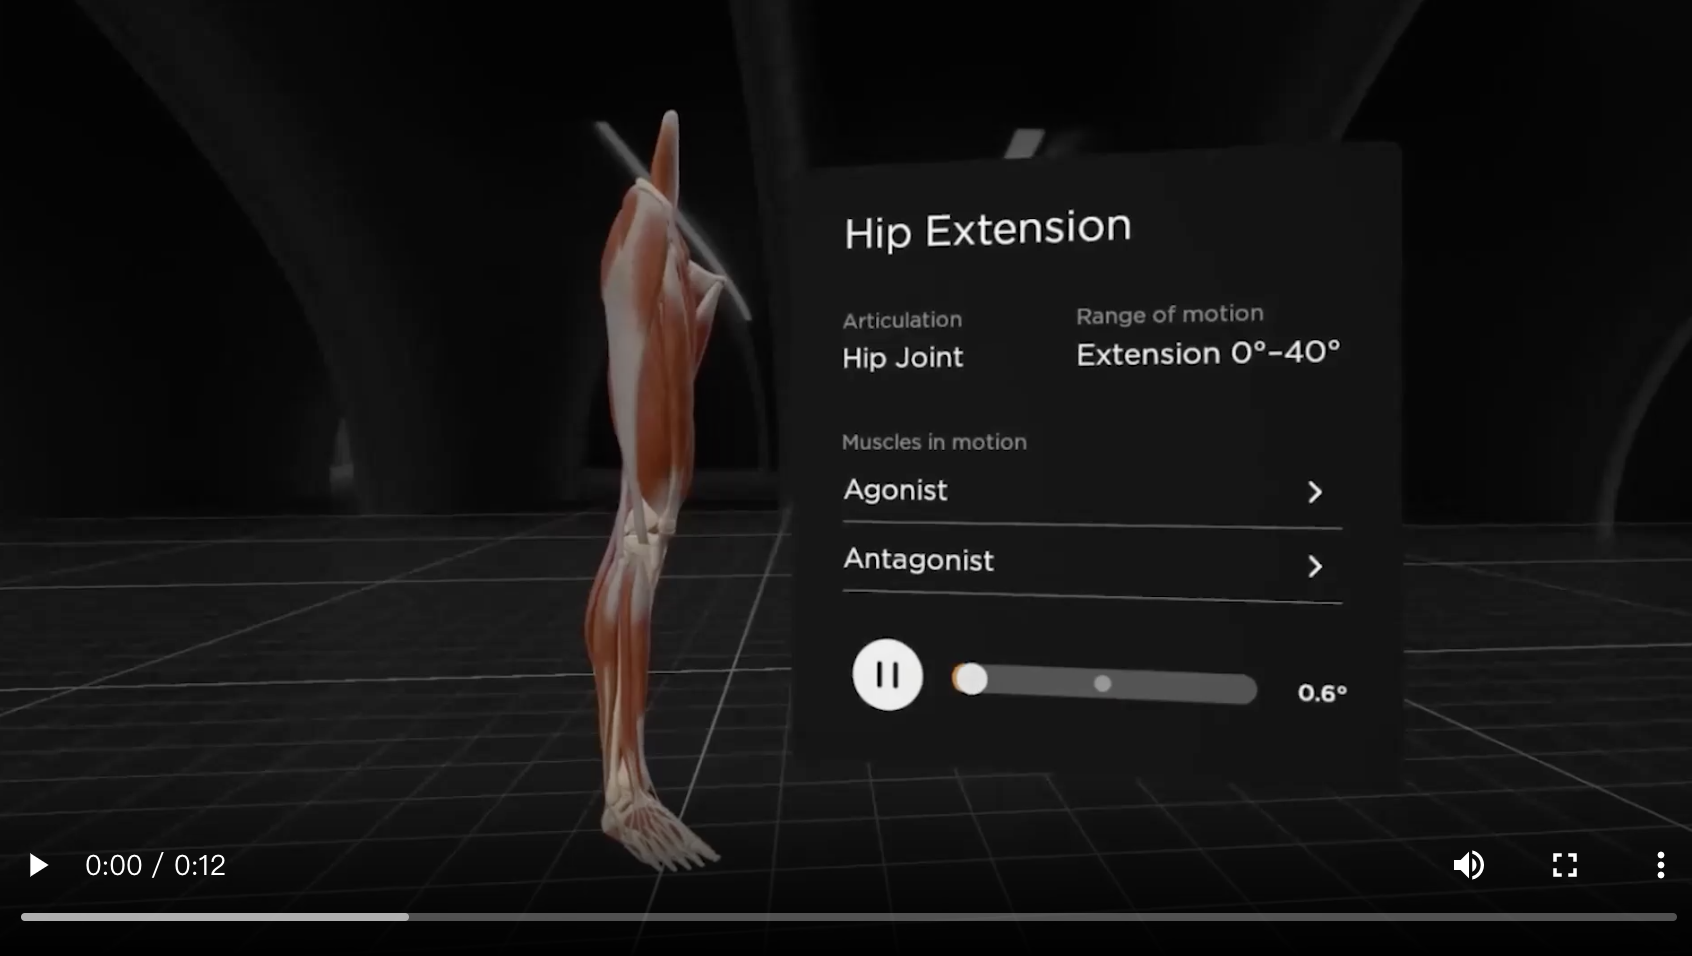 Hip Extension
Articulation
Hip Joint
Range of motion
Extension 0°–40°
Muscles in motion
Agonist
Antagonist
0.6°
0:00 / 0:12